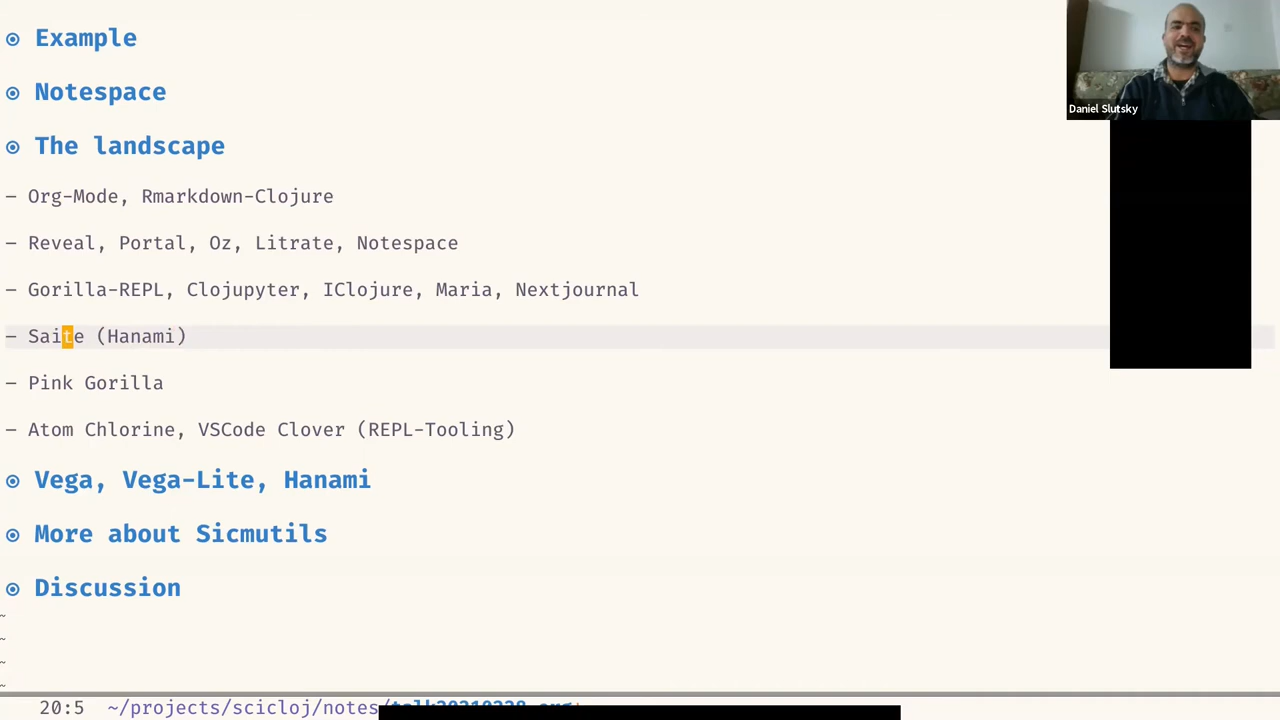 Example
Notespace
The landscape
– Org-Mode, Rmarkdown-Clojure
– Reveal, Portal, Oz, Litrate, Notespace
– Gorilla-REPL, Clojupyter, IClojure, Maria, Nextjournal
– Saite (Hanami)
– Pink Gorilla
– Atom Chlorine, VSCode Clover (REPL-Tooling)
Vega, Vega-Lite, Hanami
More about Sicmutils
Discussion
~
~
~
~
20:5 ~/projects/scicloj/notes/
Daniel Slutsky